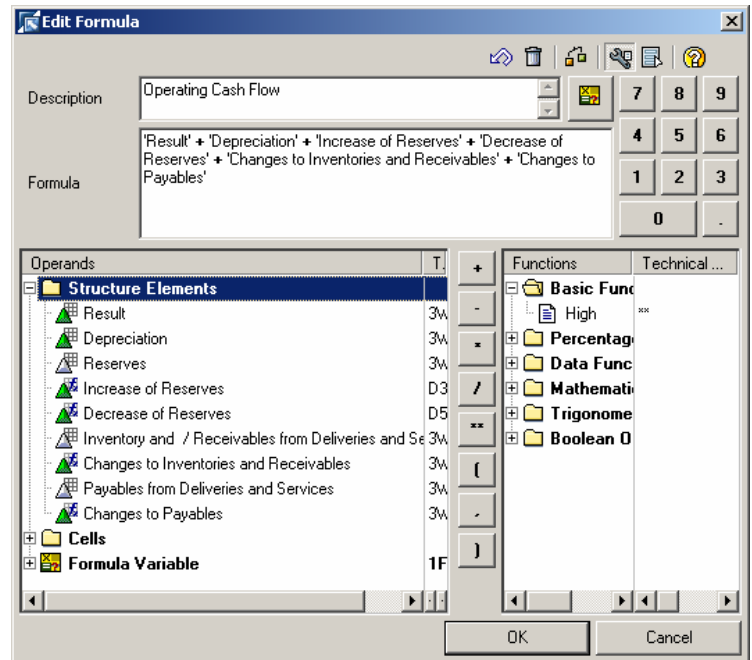 Edit Formula
Description
Operating Cash Flow
7 8 9
Formula
'Result' + 'Depreciation' + 'Increase of Reserves' + 'Decrease of
Reserves' + 'Changes to Inventories and Receivables' + 'Changes to
Payables'
4 5 6
1 2 3
0 .
Operands T.
Structure Elements
Result 3W
Depreciation 3W
Reserves 3W
Increase of Reserves D3
Decrease of Reserves D5
Inventory and / Receivables from Deliveries and Se 3W
Changes to Inventories and Receivables 3W
Payables from Deliveries and Services 3W
Changes to Payables 3W
Cells
Formula Variable 1F
+
-
*
/
**
(
,
)
Functions Technical ...
Basic Func
High **
Percentag
Data Func
Mathemati
Trigonome
Boolean O
OK Cancel